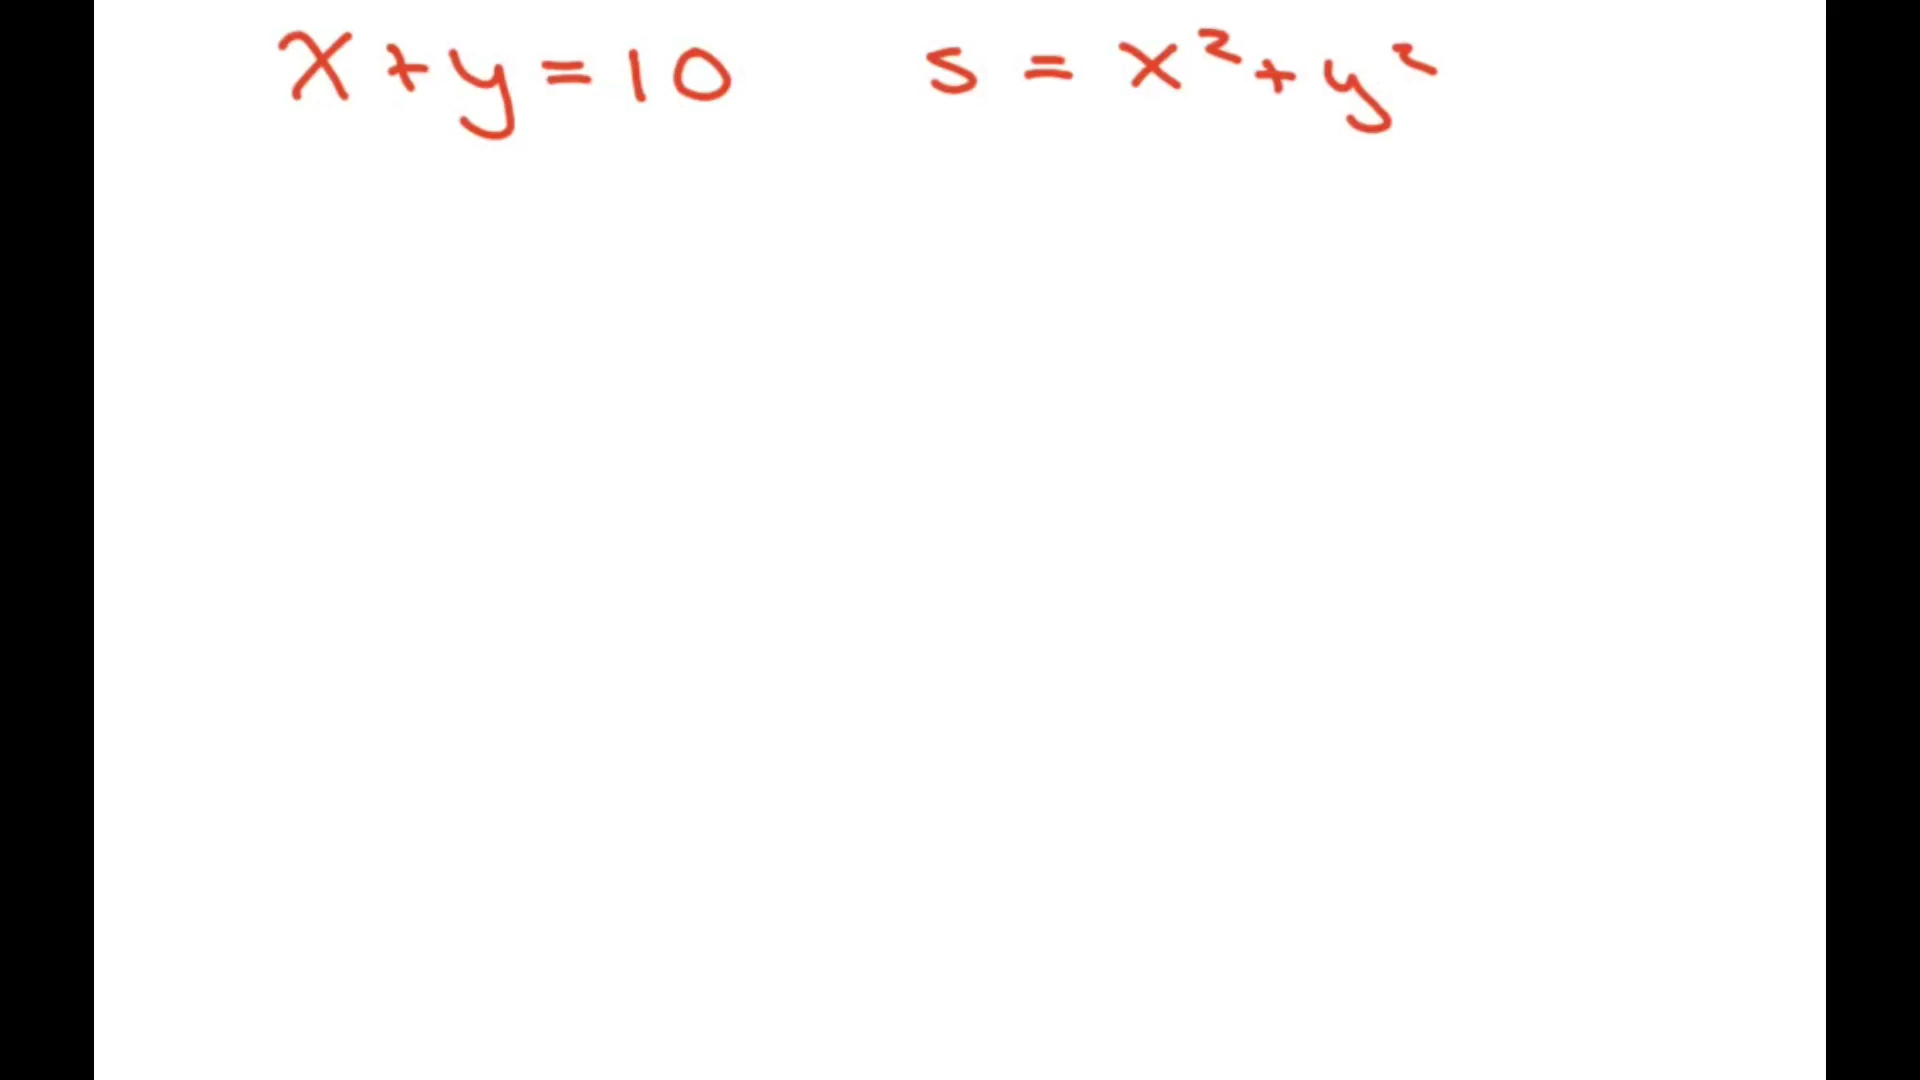 x + y = 10 s = x² + y²